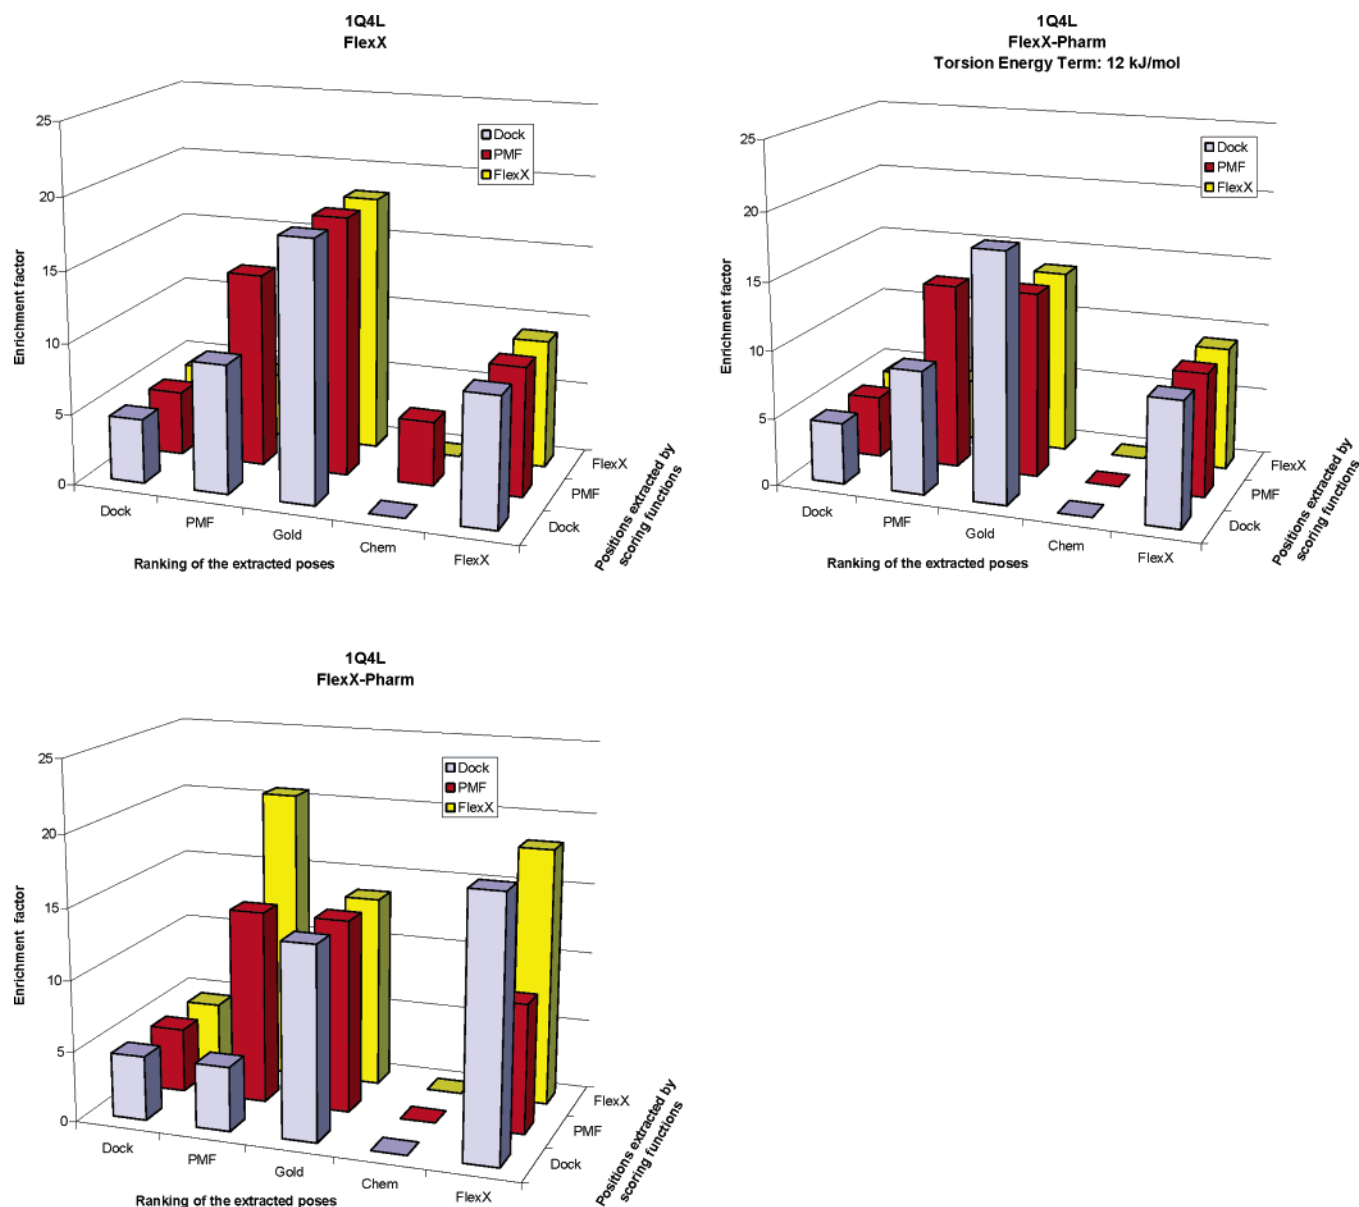 1Q4L
FlexX
25
20
15
10
5
0
Enrichment factor
Dock
PMF
FlexX
Dock
PMF
Gold
Chem
FlexX
Ranking of the extracted poses
FlexX
PMF
Dock
Positions extracted by
scoring functions
1Q4L
FlexX-Pharm
Torsion Energy Term: 12 kJ/mol
25
20
15
10
5
0
Enrichment factor
Dock
PMF
FlexX
Dock
PMF
Gold
Chem
FlexX
Ranking of the extracted poses
FlexX
PMF
Dock
Positions extracted by
scoring functions
1Q4L
FlexX-Pharm
25
20
15
10
5
0
Enrichment factor
Dock
PMF
FlexX
Dock
PMF
Gold
Chem
FlexX
Ranking of the extracted poses
FlexX
PMF
Dock
Positions extracted by
scoring functions